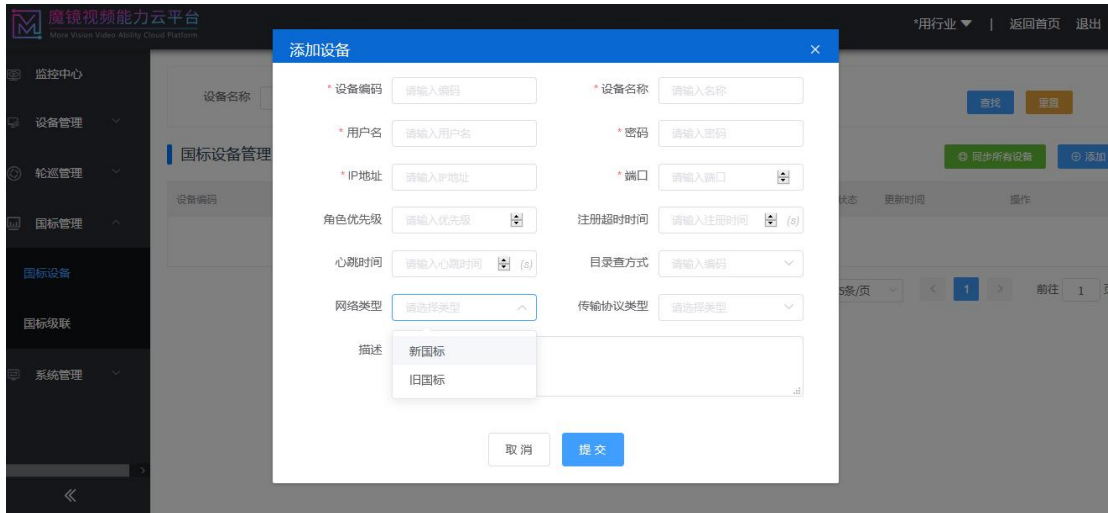 魔镜视频能力云平台
More Vision Video Ability Cloud Platform
*用行业 | 返回首页 退出
监控中心
设备管理
轮巡管理
国标管理
国标设备
国标级联
系统管理
设备名称
查找 重置
国标设备管理
同步所有设备 添加
设备编码 状态 更新时间 操作
5条/页 1 前往 1
添加设备
* 设备编码 请输入编码 * 设备名称 请输入名称
* 用户名 请输入用户名 * 密码 请输入密码
* IP地址 请输入IP地址 * 端口 请输入端口
角色优先级 请输入优先级 注册超时时间 请输入注册时间 (s)
心跳时间 请输入心跳时间 (s) 目录查方式 请输入编码
网络类型 请选择类型 传输协议类型 请选择类型
描述
新国标
旧国标
取消 提交